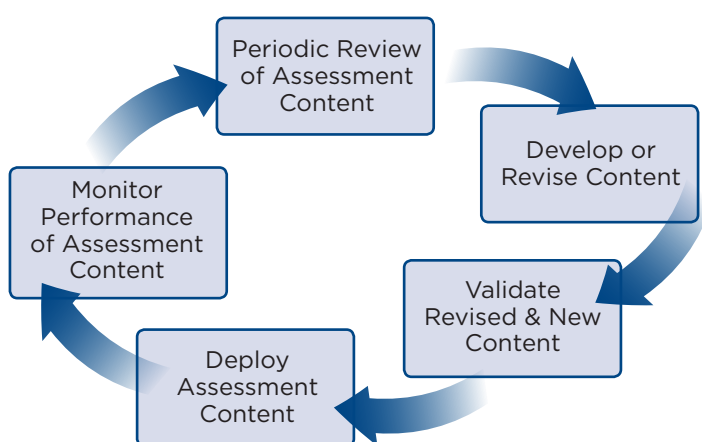 Periodic Review
of Assessment
Content
Develop or
Revise Content
Validate
Revised & New
Content
Deploy
Assessment
Content
Monitor
Performance
of Assessment
Content